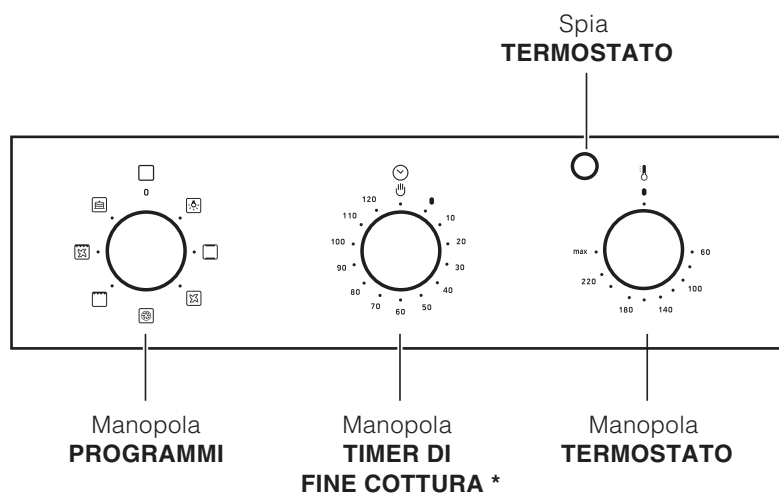 Spia
TERMOSTATO
0
120
110
100
90
80
70
60
50
40
30
20
10
max
220
180
140
100
60
Manopola
PROGRAMMI
Manopola
TIMER DI
FINE COTTURA *
Manopola
TERMOSTATO